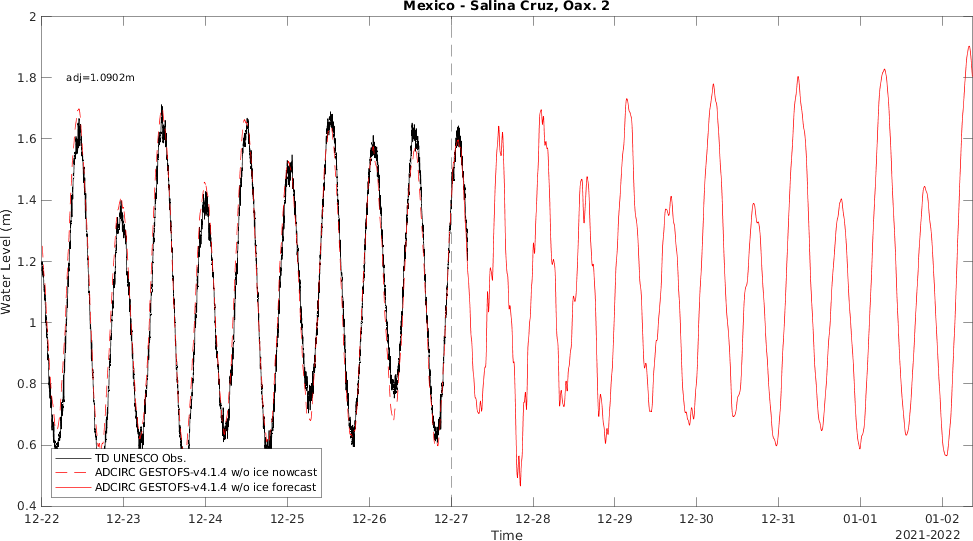 Mexico - Salina Cruz, Oax. 2
2
1.8
1.6
1.4
1.2
1
0.8
0.6
0.4
Water Level (m)
adj=1.0902m
TD UNESCO Obs.
ADCIRC GESTOFS-v4.1.4 w/o ice nowcast
ADCIRC GESTOFS-v4.1.4 w/o ice forecast
12-22 12-23 12-24 12-25 12-26 12-27 12-28 12-29 12-30 12-31 01-01 01-02
Time
2021-2022